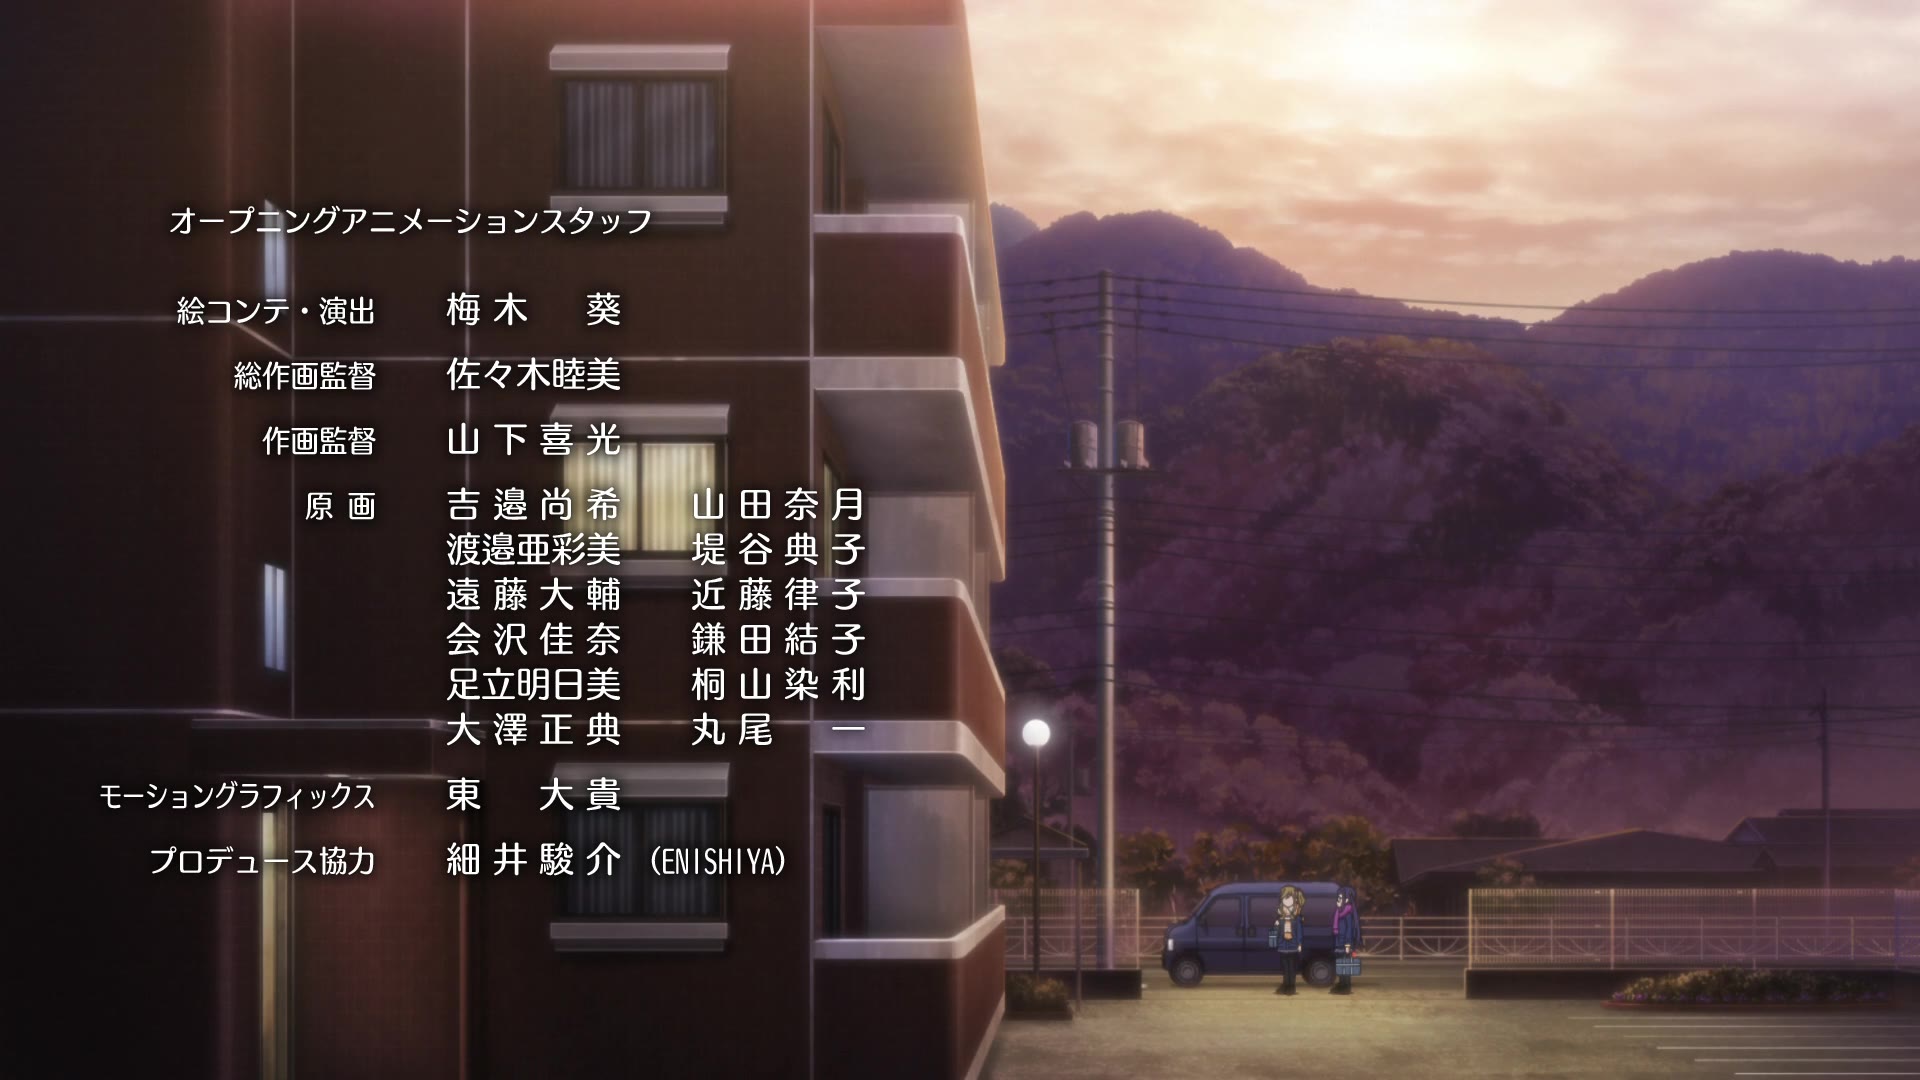 オープニングアニメーションスタッフ
絵コンテ・演出 梅木 葵
総作画監督 佐々木睦美
作画監督 山下喜光
原画 吉邉尚希 山田奈月
渡邉亜彩美 堤谷典子
遠藤大輔 近藤律子
会沢佳奈 鎌田結子
足立明日美 桐山染利
大澤正典 丸尾 一
モーショングラフィックス 東 大貴
プロデュース協力 細井駿介 (ENISHIYA)